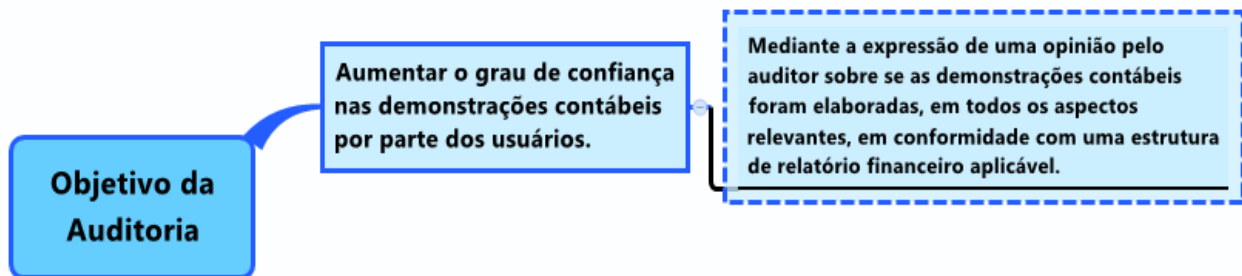 Objetivo da
Auditoria
Aumentar o grau de confiança
nas demonstrações contábeis
por parte dos usuários.
Mediante a expressão de uma opinião pelo
auditor sobre se as demonstrações contábeis
foram elaboradas, em todos os aspectos
relevantes, em conformidade com uma estrutura
de relatório financeiro aplicável.